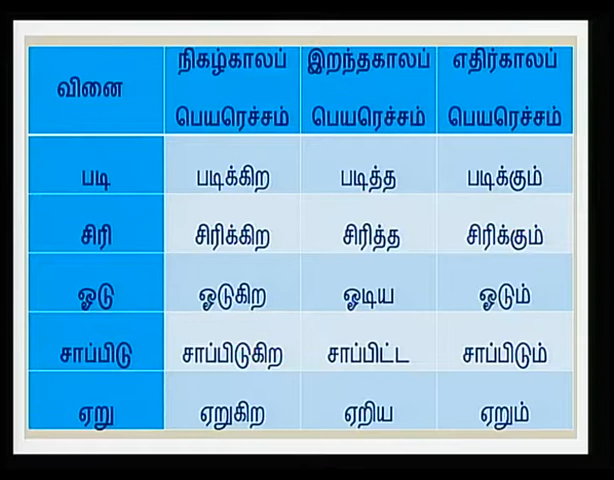 வினை நிகழ்காலப் பெயரெச்சம் இறந்தகாலப் பெயரெச்சம் எதிர்காலப் பெயரெச்சம்
படி படிக்கிற படித்த படிக்கும்
சிரி சிரிக்கிற சிரித்த சிரிக்கும்
ஓடு ஓடுகிற ஓடிய ஓடும்
சாப்பிடு சாப்பிடுகிற சாப்பிட்ட சாப்பிடும்
ஏறு ஏறுகிற ஏறிய ஏறும்